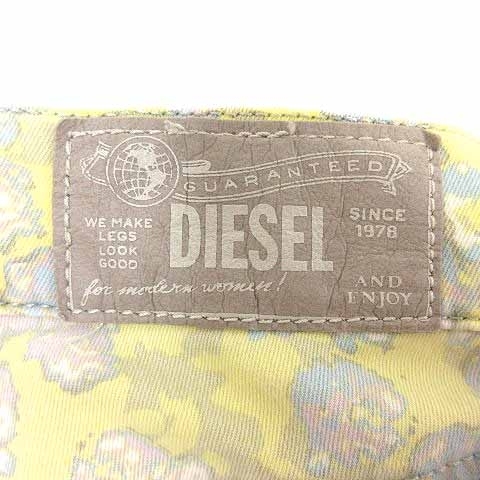 GUARANTEED
WE MAKE
LEGS
LOOK
GOOD
DIESEL
SINCE
1978
for modern women!
AND
ENJOY